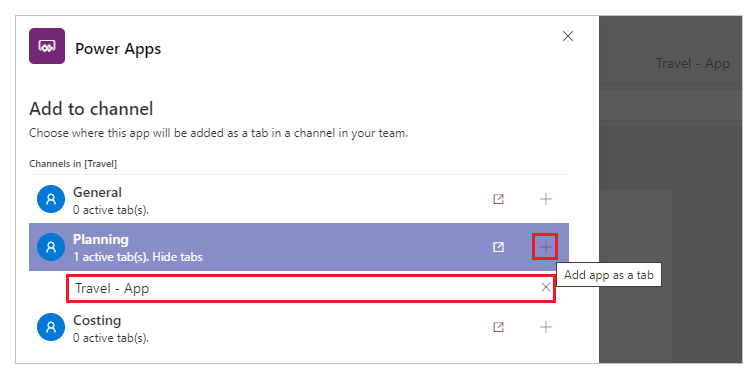 Power Apps
Travel - App
Add to channel
Choose where this app will be added as a tab in a channel in your team.
Channels in [Travel]
General
0 active tab(s).
Planning
1 active tab(s). Hide tabs
Add app as a tab
Travel - App
Costing
0 active tab(s).